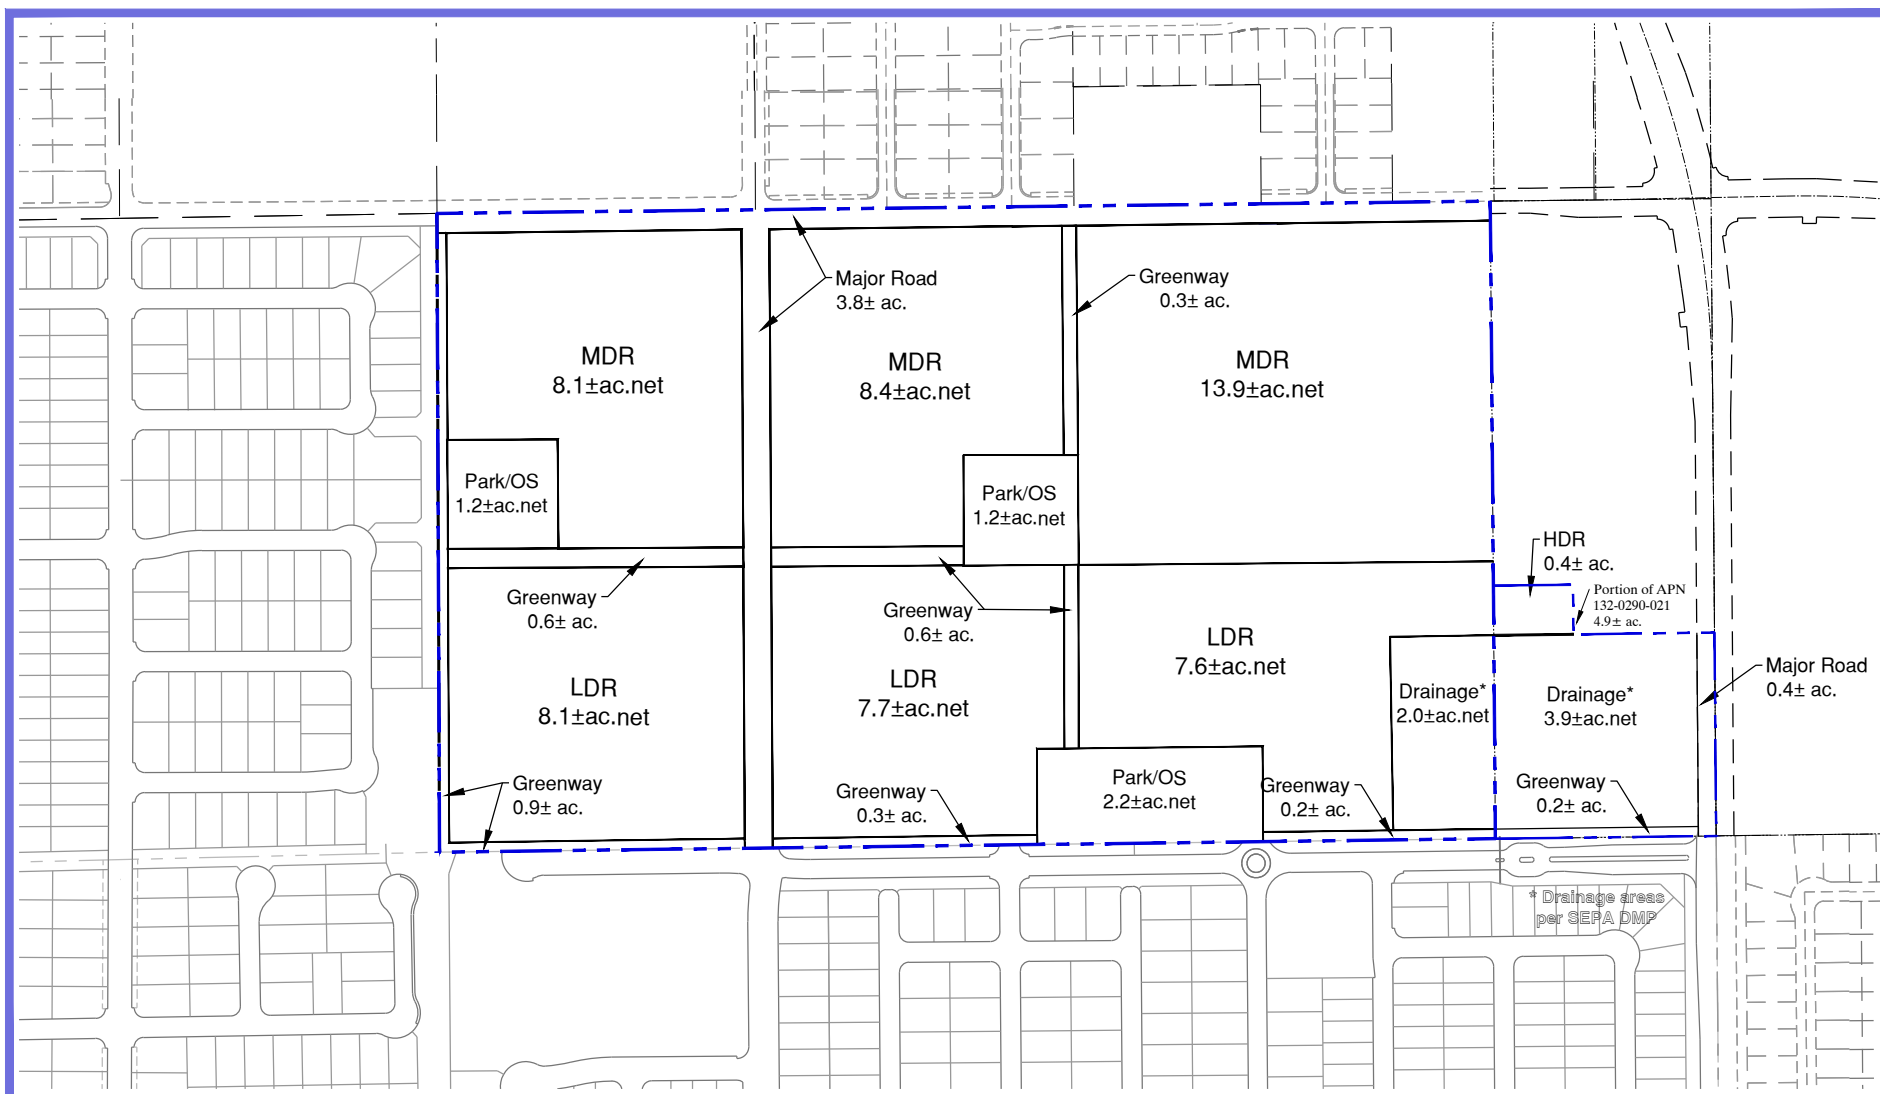 Major Road
3.8± ac.
Greenway
0.3± ac.
MDR
8.1±ac.net
MDR
8.4±ac.net
MDR
13.9±ac.net
Park/OS
1.2±ac.net
Park/OS
1.2±ac.net
HDR
0.4± ac.
Portion of APN
132-0290-021
4.9± ac.
Greenway
0.6± ac.
Greenway
0.6± ac.
LDR
7.6±ac.net
LDR
8.1±ac.net
LDR
7.7±ac.net
Drainage*
2.0±ac.net
Drainage*
3.9±ac.net
Major Road
0.4± ac.
Greenway
0.9± ac.
Greenway
0.3± ac.
Park/OS
2.2±ac.net
Greenway
0.2± ac.
Greenway
0.2± ac.
* Drainage areas
per SEPA DMP